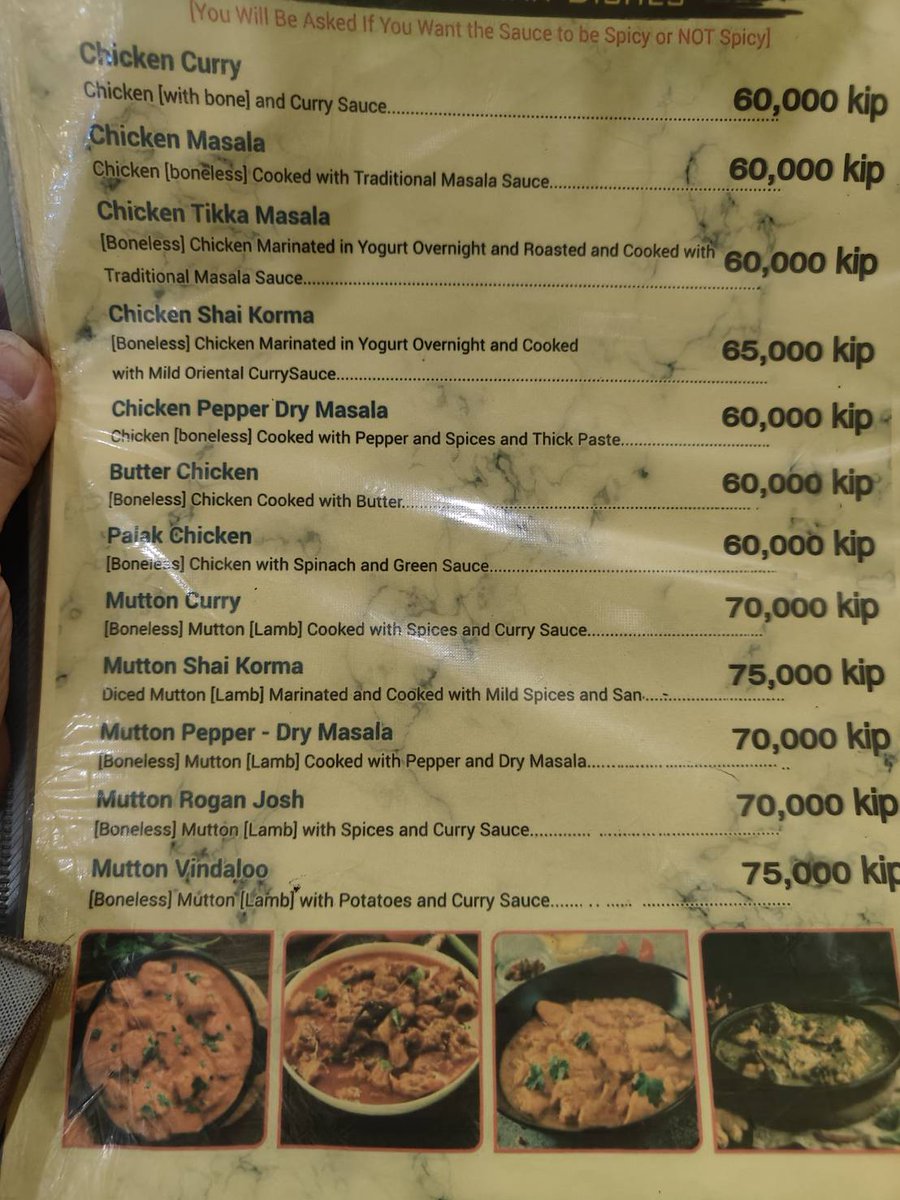 [You Will Be Asked If You Want the Sauce to be Spicy or NOT Spicy]
Chicken Curry
Chicken [with bone] and Curry Sauce 60,000 kip
Chicken Masala
Chicken [boneless] Cooked with Traditional Masala Sauce 60,000 kip
Chicken Tikka Masala
[Boneless] Chicken Marinated in Yogurt Overnight and Roasted and Cooked with
Traditional Masala Sauce 60,000 kip
Chicken Shai Korma
[Boneless] Chicken Marinated in Yogurt Overnight and Cooked
with Mild Oriental CurrySauce 65,000 kip
Chicken Pepper Dry Masala
Chicken [boneless] Cooked with Pepper and Spices and Thick Paste 60,000 kip
Butter Chicken
[Boneless] Chicken Cooked with Butter 60,000 kip
Palak Chicken
[Boneless] Chicken with Spinach and Green Sauce 60,000 kip
Mutton Curry
[Boneless] Mutton [Lamb] Cooked with Spices and Curry Sauce 70,000 kip
Mutton Shai Korma
Diced Mutton [Lamb] Marinated and Cooked with Mild Spices and San 75,000 kip
Mutton Pepper - Dry Masala
[Boneless] Mutton [Lamb] Cooked with Pepper and Dry Masala 70,000 kip
Mutton Rogan Josh
[Boneless] Mutton [Lamb] with Spices and Curry Sauce 70,000 kip
Mutton Vindaloo
[Boneless] Mutton [Lamb] with Potatoes and Curry Sauce 75,000 kip